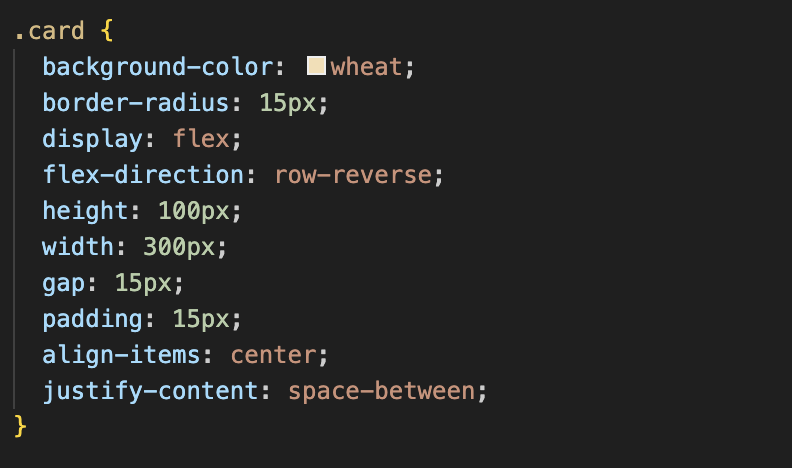 .card {
  background-color: wheat;
  border-radius: 15px;
  display: flex;
  flex-direction: row-reverse;
  height: 100px;
  width: 300px;
  gap: 15px;
  padding: 15px;
  align-items: center;
  justify-content: space-between;
}